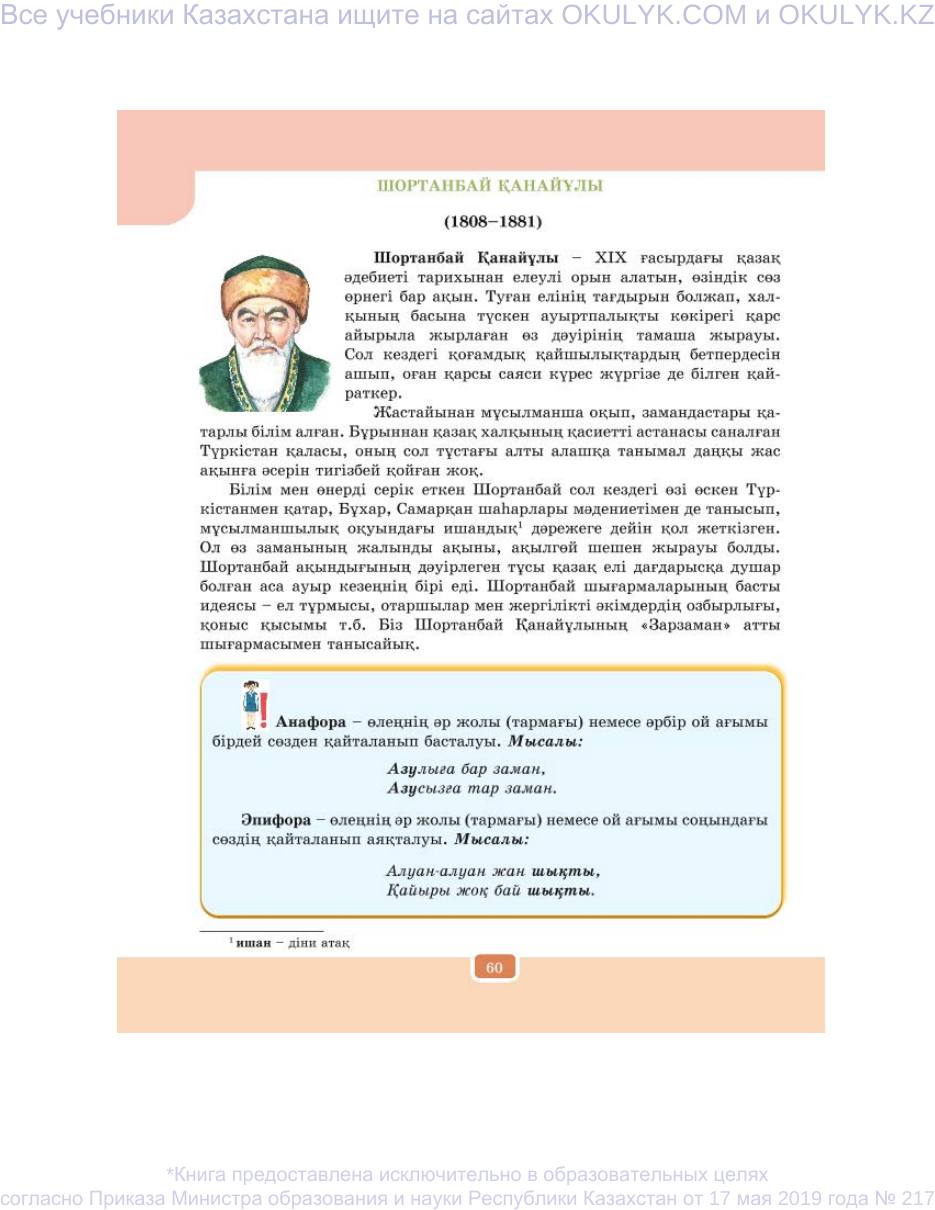 Все учебники Казахстана ищите на сайтах OKULYK.COM и OKULYK.KZ
ШОРТАНБАЙ ҚАНАЙҰЛЫ
(1808–1881)
Шортанбай Қанайұлы – XIX ғасырдағы қазақ
әдебиеті тарихынан елеулі орын алатын, өзіндік сөз
өрнегі бар ақын. Туған елінің тағдырын болжап, хал-
қының басына түскен ауыртпалықты көкірегі қарс
айырыла жырлаған өз дәуірінің тамаша жырауы.
Сол кездегі қоғамдық қайшылықтардың бетпердесін
ашып, оған қарсы саяси күрес жүргізе де білген қай-
раткер.
Жастайынан мұсылманша оқып, замандастары қа-
тарлы білім алған. Бұрыннан қазақ халқының қасиетті астанасы саналған
Түркістан қаласы, оның сол тұстағы алты алашқа танымал даңқы жас
ақынға әсерін тигізбей қойған жоқ.
Білім мен өнерді серік еткен Шортанбай сол кездегі өзі өскен Түр-
кістанмен қатар, Бұхар, Самарқан шаһарлары мәдениетімен де танысып,
мұсылманшылық оқуындағы ишандық¹ дәрежеге дейін қол жеткізген.
Ол өз заманының жалынды ақыны, ақылгөй шешен жырауы болды.
Шортанбай ақындығының дәуірлеген тұсы қазақ елі дағдарысқа душар
болған аса ауыр кезеңнің бірі еді. Шортанбай шығармаларының басты
идеясы – ел тұрмысы, отаршылар мен жергілікті әкімдердің озбырлығы,
қоныс қысымы т.б. Біз Шортанбай Қанайұлының «Зарзаман» атты
шығармасымен танысайық.
Анафора – өлеңнің әр жолы (тармағы) немесе әрбір ой ағымы
бірдей сөзден қайталанып басталуы. Мысалы:
Азулыға бар заман,
Азусызға тар заман.
Эпифора – өлеңнің әр жолы (тармағы) немесе ой ағымы соңындағы
сөздің қайталанып аяқталуы. Мысалы:
Алуан-алуан жан шықты,
Қайыры жоқ бай шықты.
¹ ишан – діни атақ
60
*Книга предоставлена исключительно в образовательных целях
согласно Приказа Министра образования и науки Республики Казахстан от 17 мая 2019 года № 217